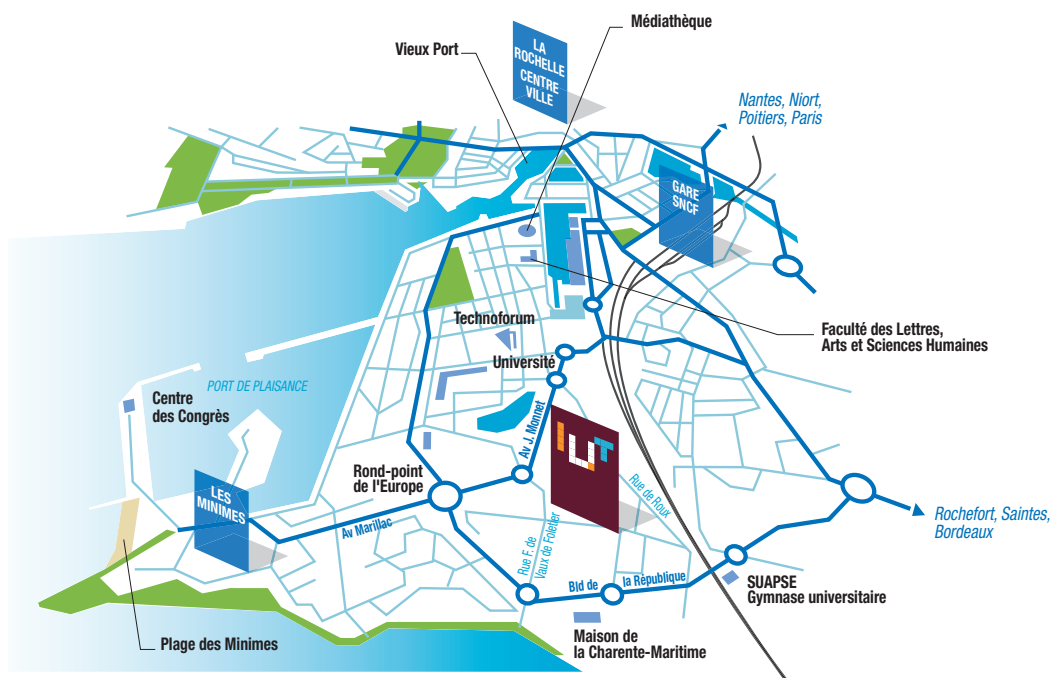 Médiathèque
Vieux Port
LA
ROCHELLE
CENTRE
VILLE
Nantes, Niort,
Poitiers, Paris
GARE
SNCF
Technoforum
Université
Faculté des Lettres,
Arts et Sciences Humaines
PORT DE PLAISANCE
Centre
des Congrès
Av J. Monnet
IUT
Rond-point
de l'Europe
LES
MINIMES
Av Marillac
Rue de Roux
Rue F. de
Vaux de Foletier
Rochefort, Saintes,
Bordeaux
Bld de la République
SUAPSE
Gymnase universitaire
Plage des Minimes
Maison de
la Charente-Maritime